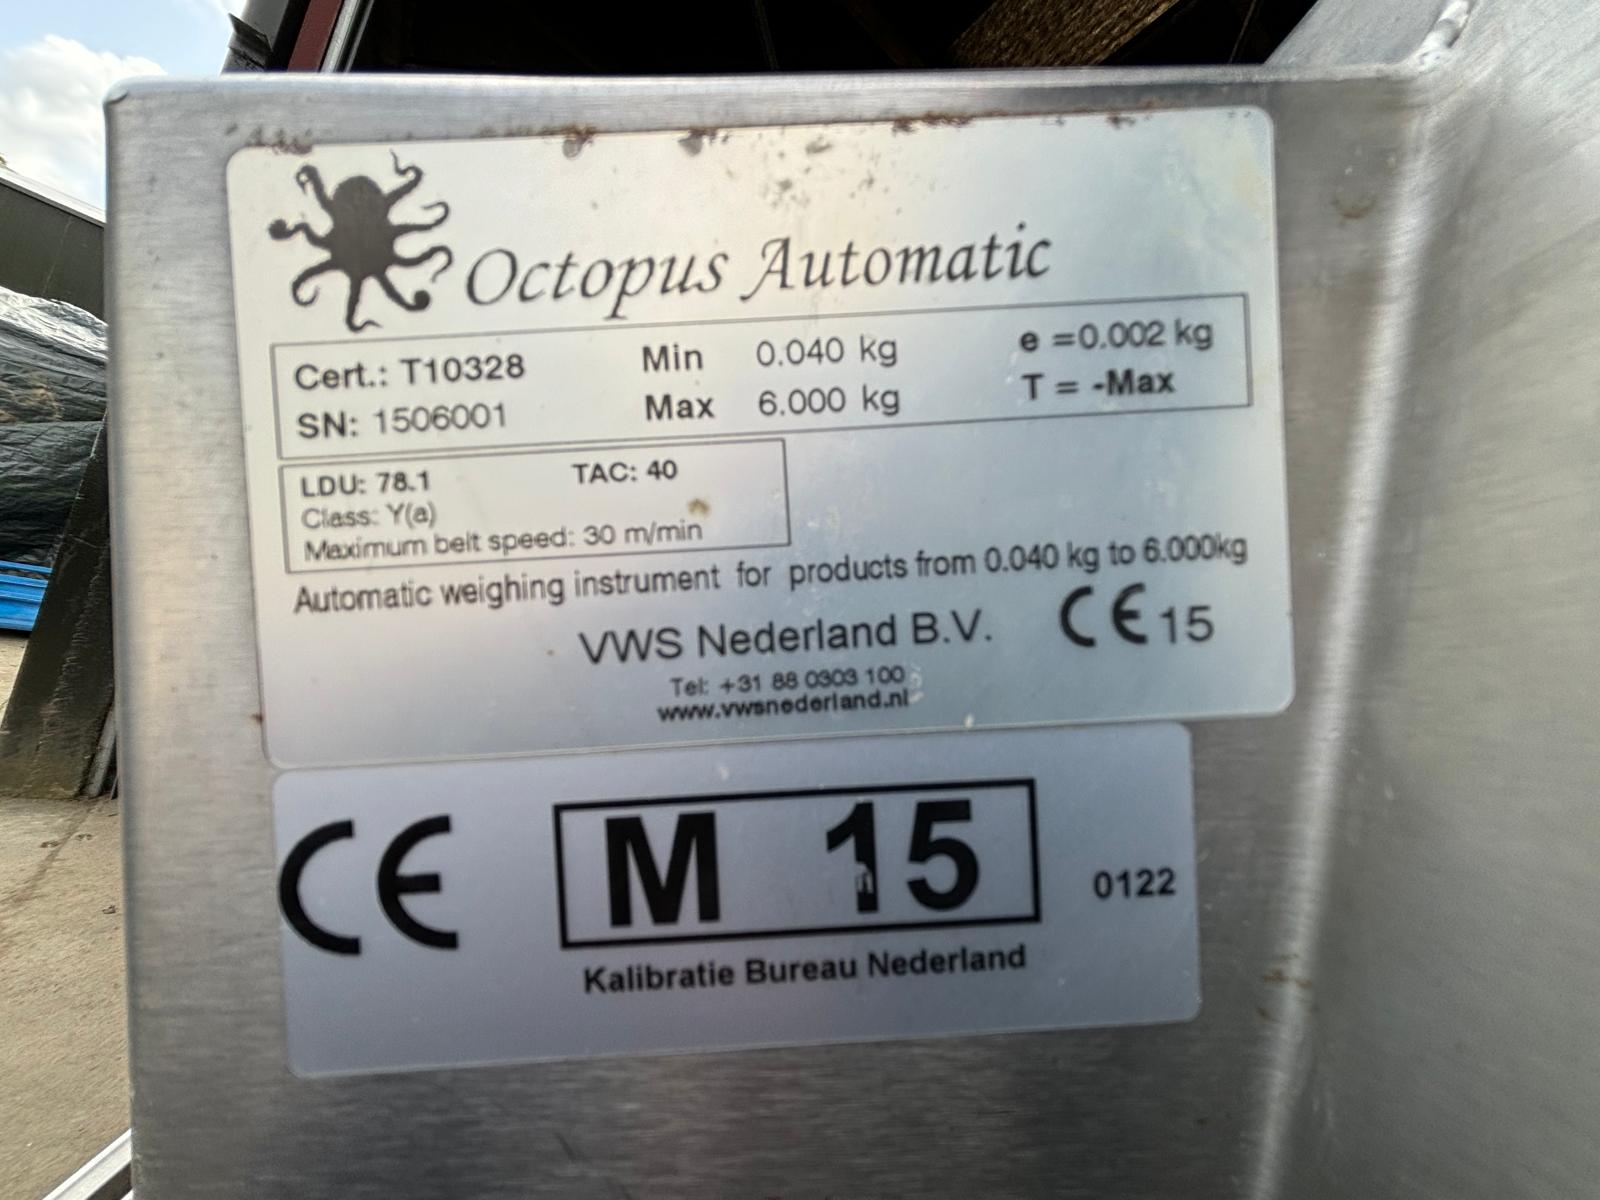 Octopus Automatic
Cert.: T10328 Min 0.040 kg e =0.002 kg
SN: 1506001 Max 6.000 kg T = -Max
LDU: 78.1 TAC: 40
Class: Y(a)
Maximum belt speed: 30 m/min
Automatic weighing instrument for products from 0.040 kg to 6.000kg
VWS Nederland B.V. CE 15
Tel: +31 88 0303 100
www.vwsnederland.nl
CE M 15 0122
Kalibratie Bureau Nederland